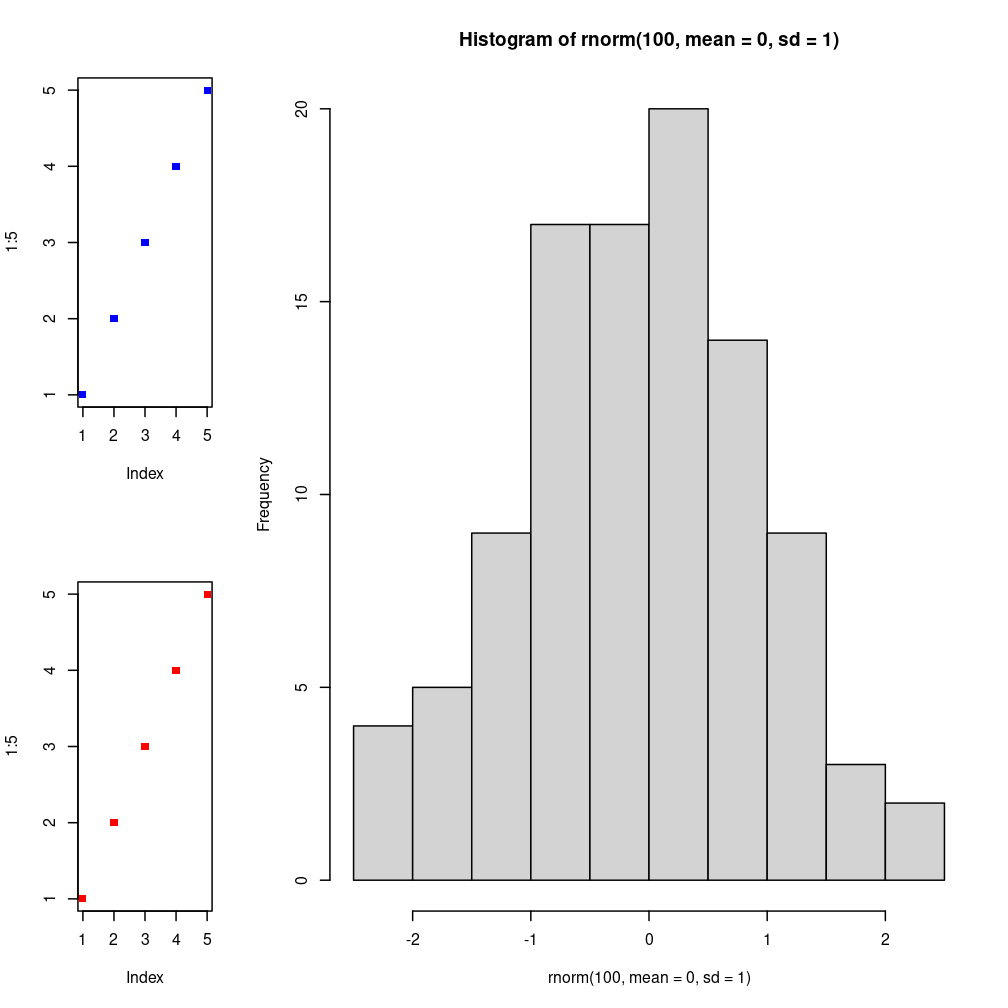 Histogram of rnorm(100, mean = 0, sd = 1)
5
4
3
2
1
1:5
1 2 3 4 5
Index
5
4
3
2
1
1:5
1 2 3 4 5
Index
20
15
10
5
0
Frequency
-2 -1 0 1 2
rnorm(100, mean = 0, sd = 1)